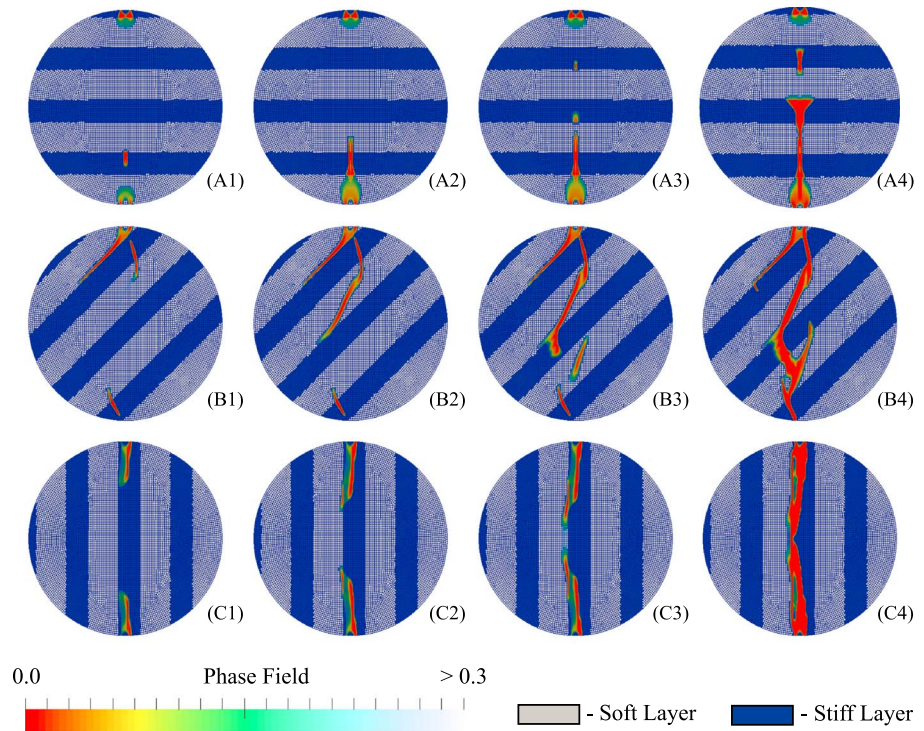 (A1) (A2) (A3) (A4)
(B1) (B2) (B3) (B4)
(C1) (C2) (C3) (C4)
0.0 Phase Field > 0.3
- Soft Layer - Stiff Layer